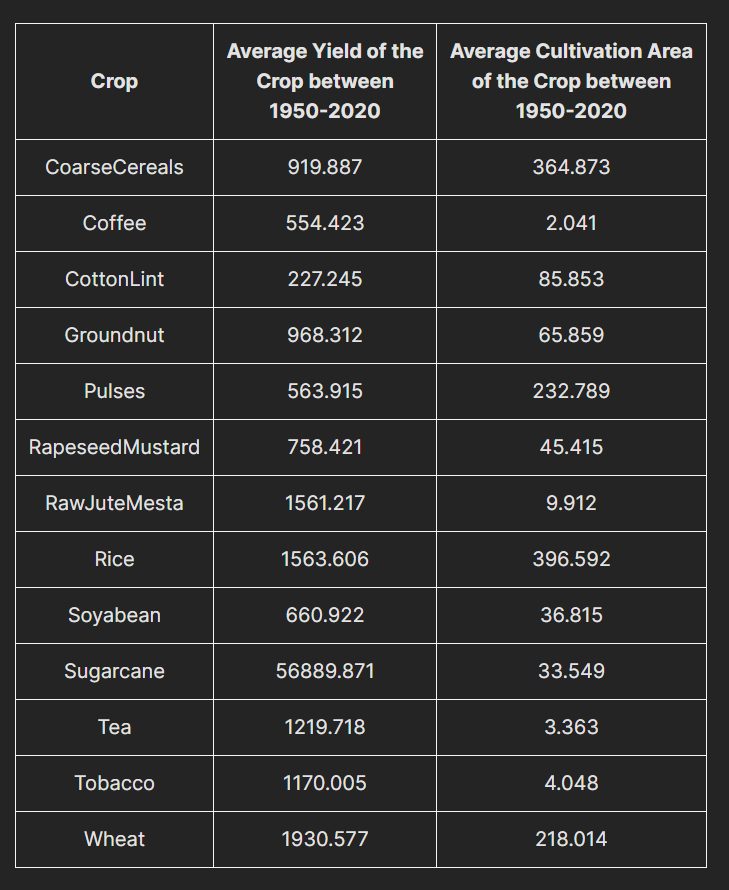 Crop
Average Yield of the
Crop between
1950-2020
Average Cultivation Area
of the Crop between
1950-2020
CoarseCereals 919.887 364.873
Coffee 554.423 2.041
CottonLint 227.245 85.853
Groundnut 968.312 65.859
Pulses 563.915 232.789
RapeseedMustard 758.421 45.415
RawJuteMesta 1561.217 9.912
Rice 1563.606 396.592
Soyabean 660.922 36.815
Sugarcane 56889.871 33.549
Tea 1219.718 3.363
Tobacco 1170.005 4.048
Wheat 1930.577 218.014